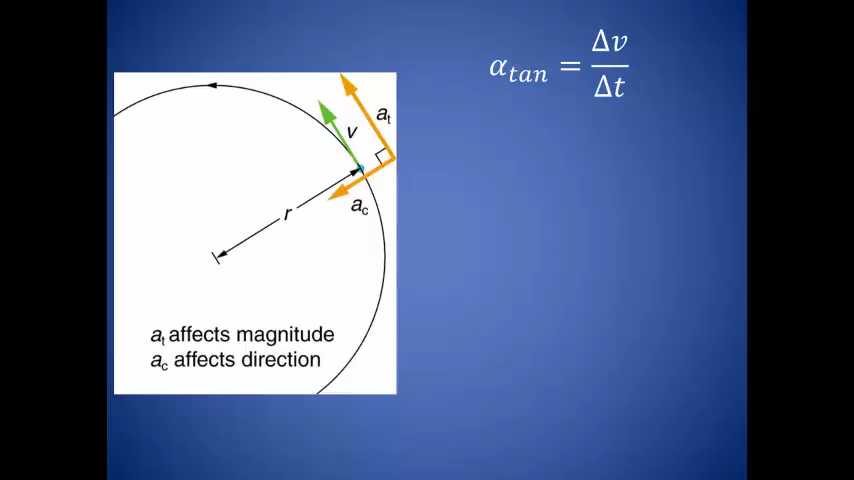 α_tan = Δv/Δt
a_t
v
a_c
r
a_t affects magnitude
a_c affects direction